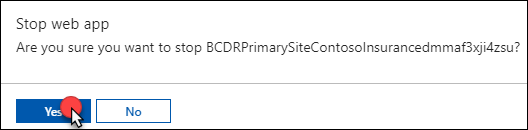 Stop web app
Are you sure you want to stop BCDRPrimarySiteContosoInsurancedmmaf3xji4zsu?
Yes
No